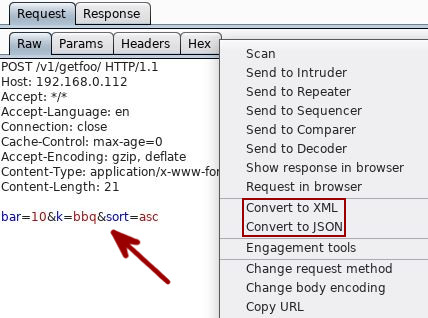 Request Response
Raw Params Headers Hex
POST /v1/getfoo/ HTTP/1.1
Host: 192.168.0.112
Accept: */*
Accept-Language: en
Connection: close
Cache-Control: max-age=0
Accept-Encoding: gzip, deflate
Content-Type: application/x-www-for
Content-Length: 21
bar=10&k=bbq&sort=asc
Scan
Send to Intruder
Send to Repeater
Send to Sequencer
Send to Comparer
Send to Decoder
Show response in browser
Request in browser
Convert to XML
Convert to JSON
Engagement tools
Change request method
Change body encoding
Copy URL